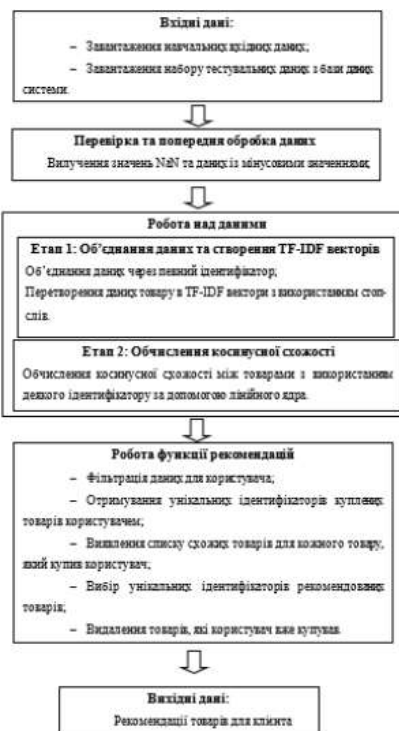 Вхідні дані:
– Завантаження навчальних вхідних даних;
– Завантаження набору тестувальних даних з бази даних
системи.
Перевірка та попередня обробка даних
Вилучення значень NaN та даних із мінусовими значеннями.
Робота над даними
Етап 1: Об’єднання даних та створення TF-IDF векторів
Об’єднання даних через певний ідентифікатор;
Перетворення даних товару в TF-IDF вектори з використанням стоп-
слів.
Етап 2: Обчислення косинусної схожості
Обчислення косинусної схожості між товарами з використанням
деякого ідентифікатору за допомогою лінійного ядра.
Робота функції рекомендацій
– Фільтрація даних для користувача;
– Отримування унікальних ідентифікаторів куплених
товарів користувачем;
– Виявлення списку схожих товарів для кожного товару,
який купив користувач;
– Вибір унікальних ідентифікаторів рекомендованих
товарів;
– Видалення товарів, які користувач вже купував.
Вихідні дані:
Рекомендації товарів для клієнта